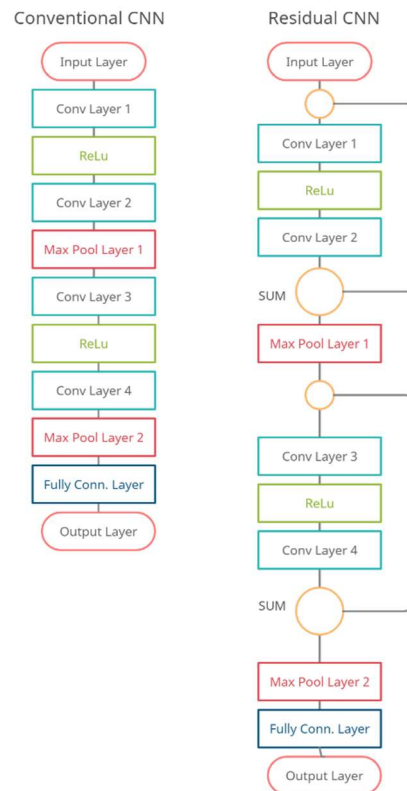 Conventional CNN
Input Layer
Conv Layer 1
ReLu
Conv Layer 2
Max Pool Layer 1
Conv Layer 3
ReLu
Conv Layer 4
Max Pool Layer 2
Fully Conn. Layer
Output Layer
Residual CNN
Input Layer
Conv Layer 1
ReLu
Conv Layer 2
SUM
Max Pool Layer 1
Conv Layer 3
ReLu
Conv Layer 4
SUM
Max Pool Layer 2
Fully Conn. Layer
Output Layer